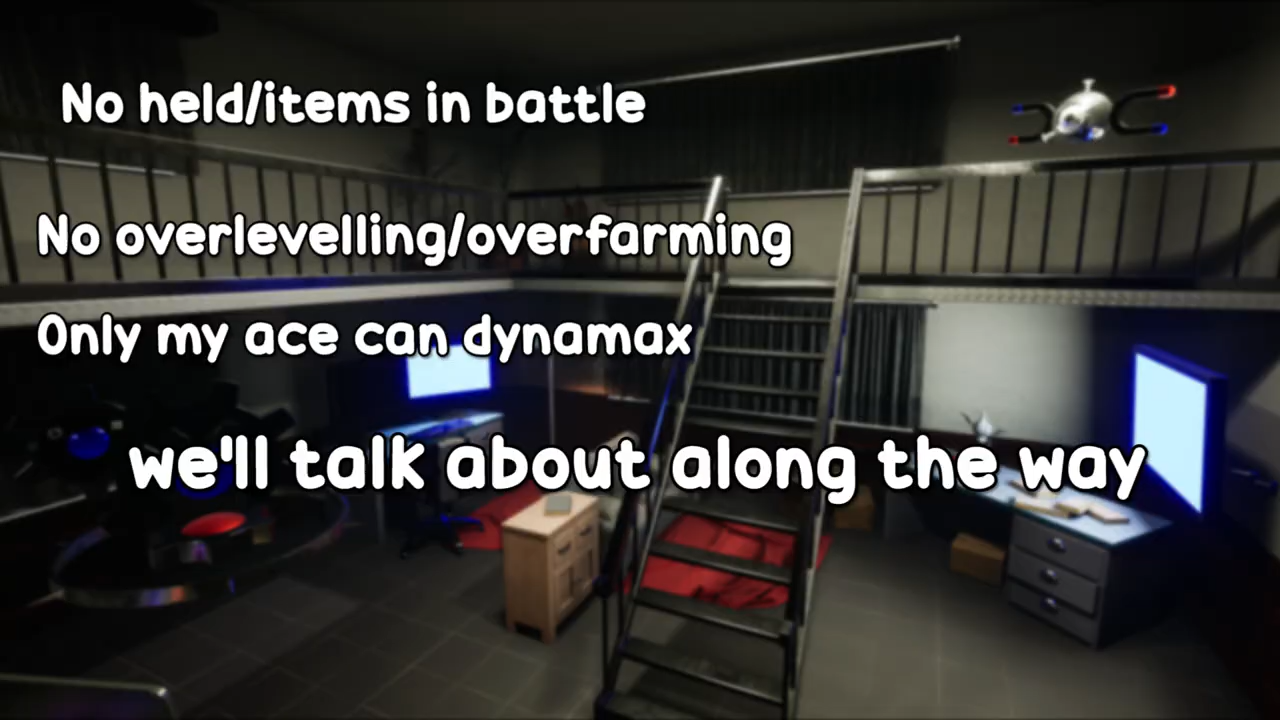 No held/items in battle
No overlevelling/overfarming
Only my ace can dynamax
we'll talk about along the way